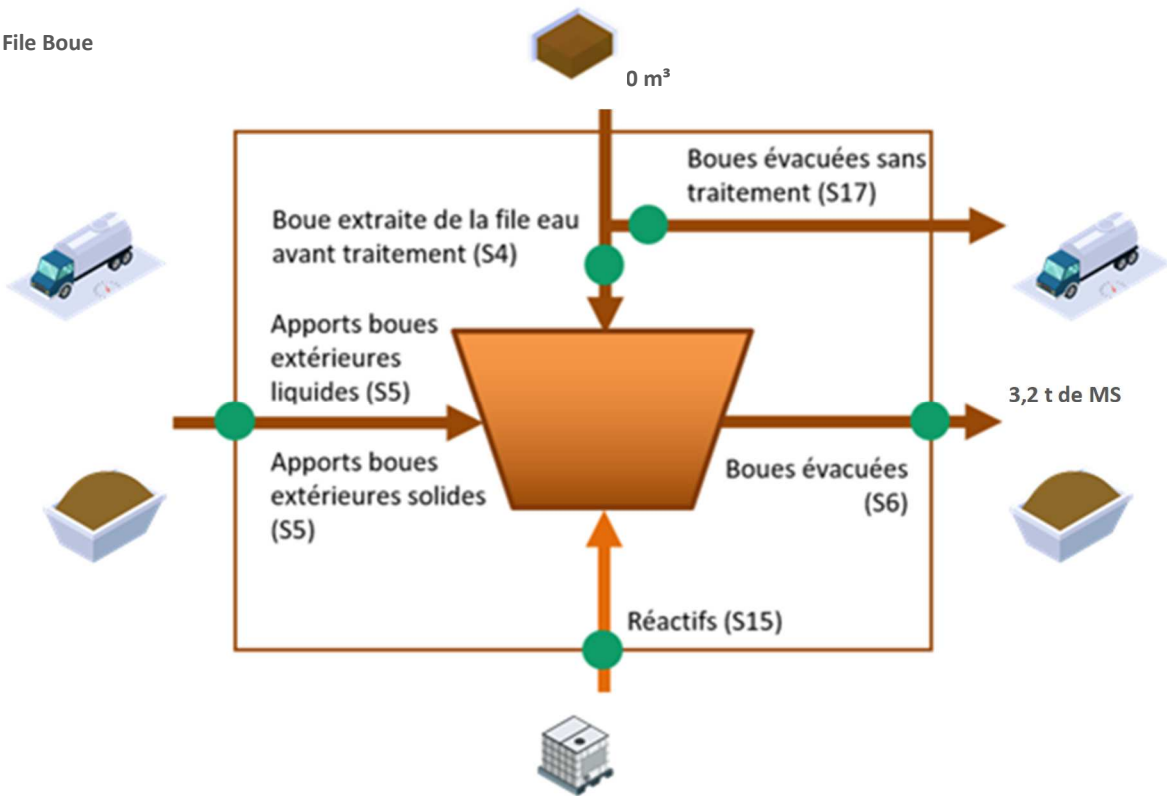 File Boue
0 m³
Boues évacuées sans
traitement (S17)
Boue extraite de la file eau
avant traitement (S4)
Apports boues
extérieures
liquides (S5)
3,2 t de MS
Apports boues
extérieures solides
(S5)
Boues évacuées
(S6)
Réactifs (S15)